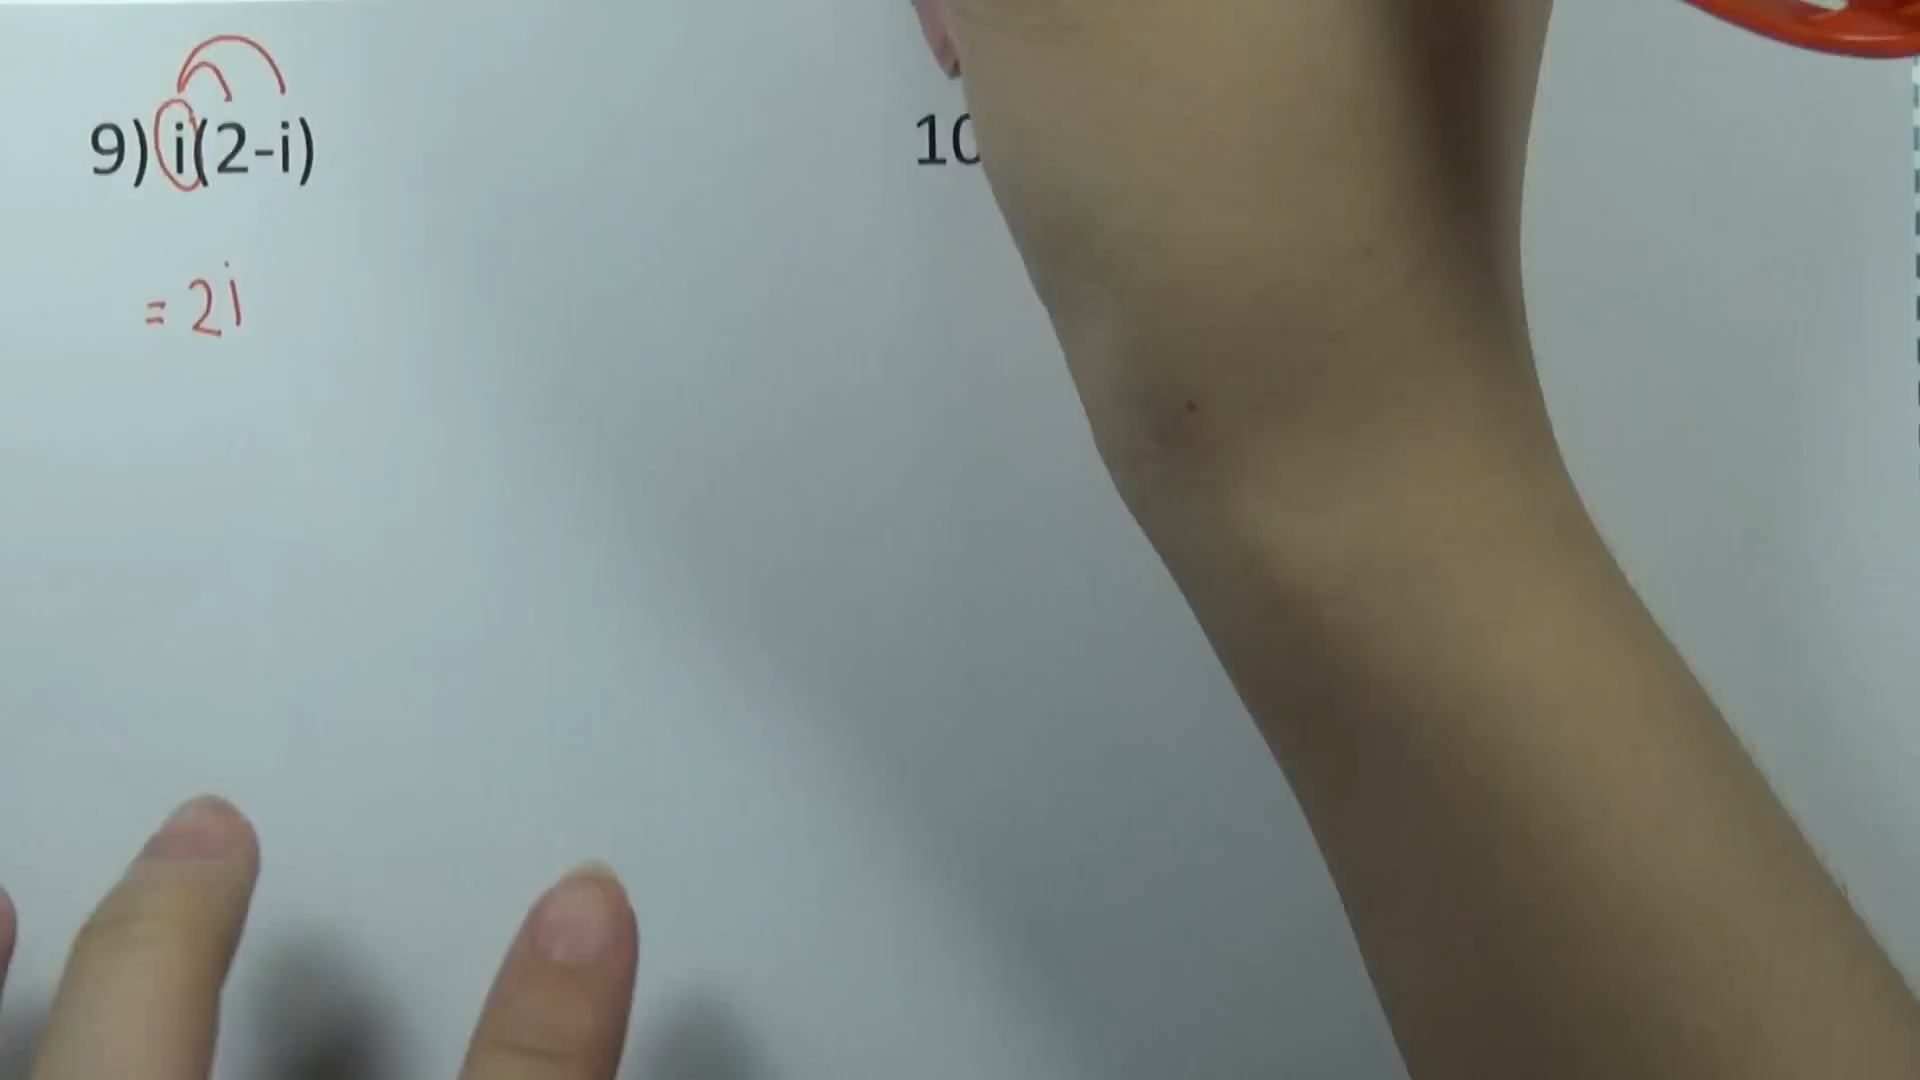 9) i(2-i)
10
= 2i